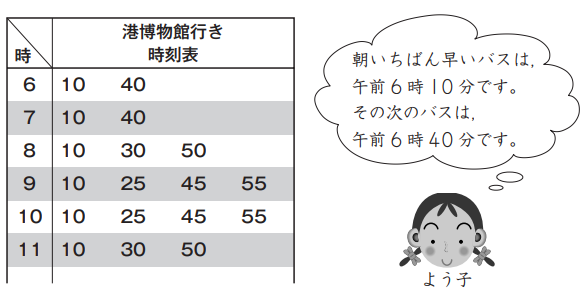 港博物館行き
時刻表
時
6 10 40
7 10 40
8 10 30 50
9 10 25 45 55
10 10 25 45 55
11 10 30 50
朝いちばん早いバスは,
午前6時10分です。
その次のバスは,
午前6時40分です。
よう子